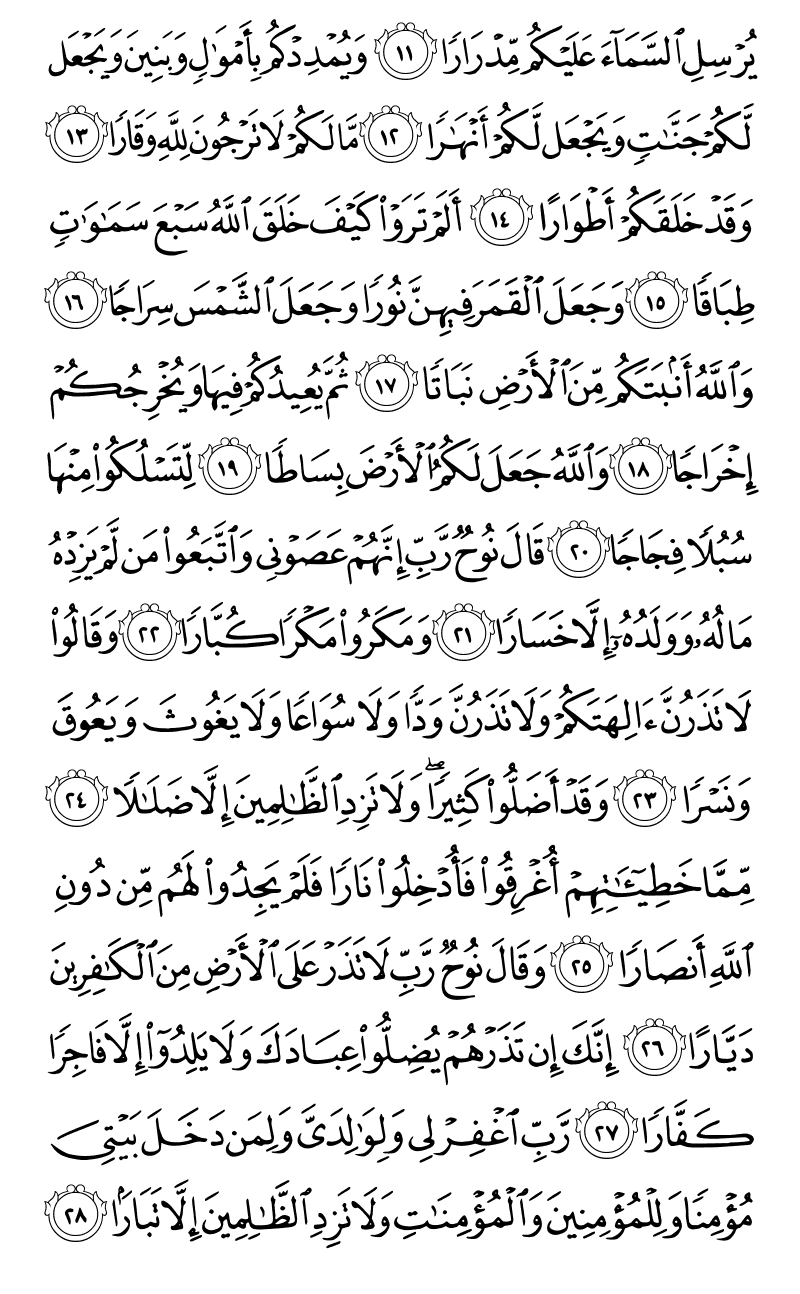 يُرْسِلِ ٱلسَّمَآءَ عَلَيْكُم مِّدْرَارًا ١١ وَيُمْدِدْكُم بِأَمْوَٰلٍ وَبَنِينَ وَيَجْعَل
لَّكُمْ جَنَّٰتٍ وَيَجْعَل لَّكُمْ أَنْهَٰرًا ١٢ مَّا لَكُمْ لَا تَرْجُونَ لِلَّهِ وَقَارًا ١٣
وَقَدْ خَلَقَكُمْ أَطْوَارًا ١٤ أَلَمْ تَرَوْا۟ كَيْفَ خَلَقَ ٱللَّهُ سَبْعَ سَمَٰوَٰتٍ
طِبَاقًا ١٥ وَجَعَلَ ٱلْقَمَرَ فِيهِنَّ نُورًا وَجَعَلَ ٱلشَّمْسَ سِرَاجًا ١٦
وَٱللَّهُ أَنۢبَتَكُم مِّنَ ٱلْأَرْضِ نَبَاتًا ١٧ ثُمَّ يُعِيدُكُمْ فِيهَا وَيُخْرِجُكُمْ
إِخْرَاجًا ١٨ وَٱللَّهُ جَعَلَ لَكُمُ ٱلْأَرْضَ بِسَاطًا ١٩ لِّتَسْلُكُوا۟ مِنْهَا
سُبُلًا فِجَاجًا ٢٠ قَالَ نُوحٌ رَّبِّ إِنَّهُمْ عَصَوْنِى وَٱتَّبَعُوا۟ مَن لَّمْ يَزِدْهُ
مَالُهُۥ وَوَلَدُهُۥٓ إِلَّا خَسَارًا ٢١ وَمَكَرُوا۟ مَكْرًا كُبَّارًا ٢٢ وَقَالُوا۟
لَا تَذَرُنَّ ءَالِهَتَكُمْ وَلَا تَذَرُنَّ وَدًّا وَلَا سُوَاعًا وَلَا يَغُوثَ وَيَعُوقَ
وَنَسْرًا ٢٣ وَقَدْ أَضَلُّوا۟ كَثِيرًا ۖ وَلَا تَزِدِ ٱلظَّٰلِمِينَ إِلَّا ضَلَٰلًا ٢٤
مِّمَّا خَطِيٓـَٰٔتِهِمْ أُغْرِقُوا۟ فَأُدْخِلُوا۟ نَارًا فَلَمْ يَجِدُوا۟ لَهُم مِّن دُونِ
ٱللَّهِ أَنصَارًا ٢٥ وَقَالَ نُوحٌ رَّبِّ لَا تَذَرْ عَلَى ٱلْأَرْضِ مِنَ ٱلْكَٰفِرِينَ
دَيَّارًا ٢٦ إِنَّكَ إِن تَذَرْهُمْ يُضِلُّوا۟ عِبَادَكَ وَلَا يَلِدُوٓا۟ إِلَّا فَاجِرًا
كَفَّارًا ٢٧ رَّبِّ ٱغْفِرْ لِى وَلِوَٰلِدَىَّ وَلِمَن دَخَلَ بَيْتِىَ
مُؤْمِنًا وَلِلْمُؤْمِنِينَ وَٱلْمُؤْمِنَٰتِ وَلَا تَزِدِ ٱلظَّٰلِمِينَ إِلَّا تَبَارًۢا ٢٨